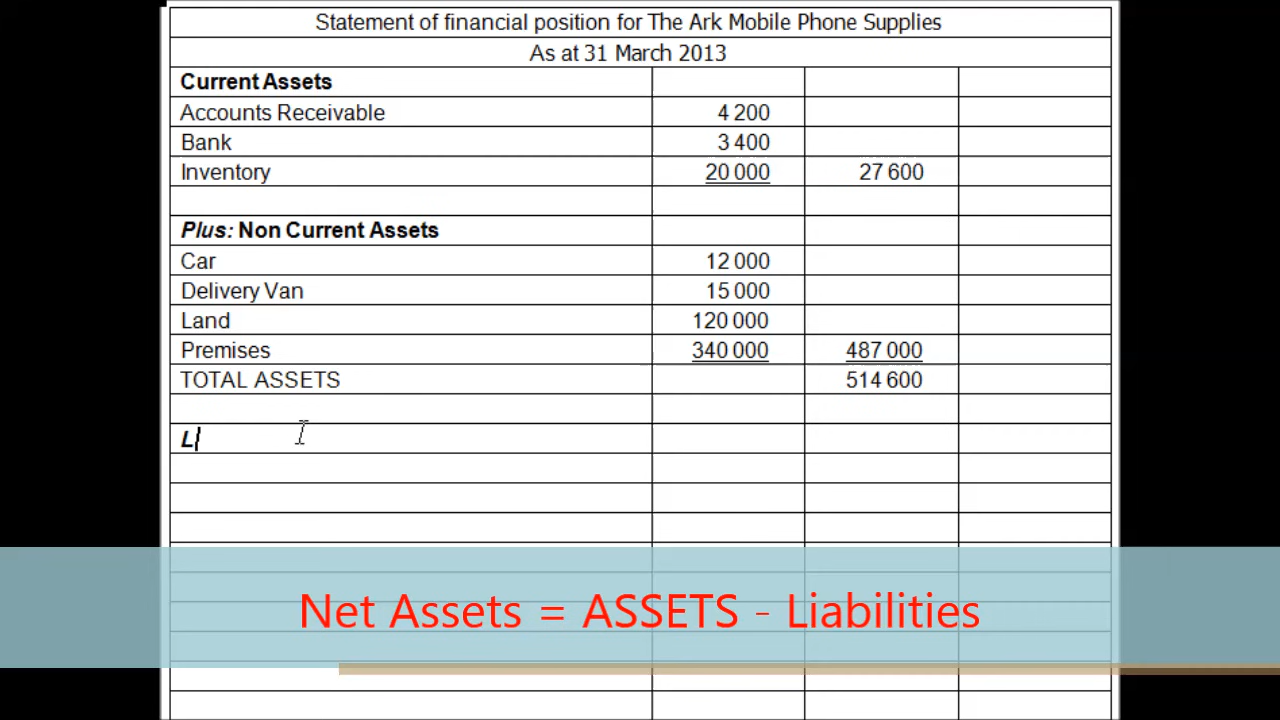 Statement of financial position for The Ark Mobile Phone Supplies
As at 31 March 2013
Current Assets
Accounts Receivable 4 200
Bank 3 400
Inventory 20 000 27 600
Plus: Non Current Assets
Car 12 000
Delivery Van 15 000
Land 120 000
Premises 340 000 487 000
TOTAL ASSETS 514 600
L
Net Assets = ASSETS - Liabilities